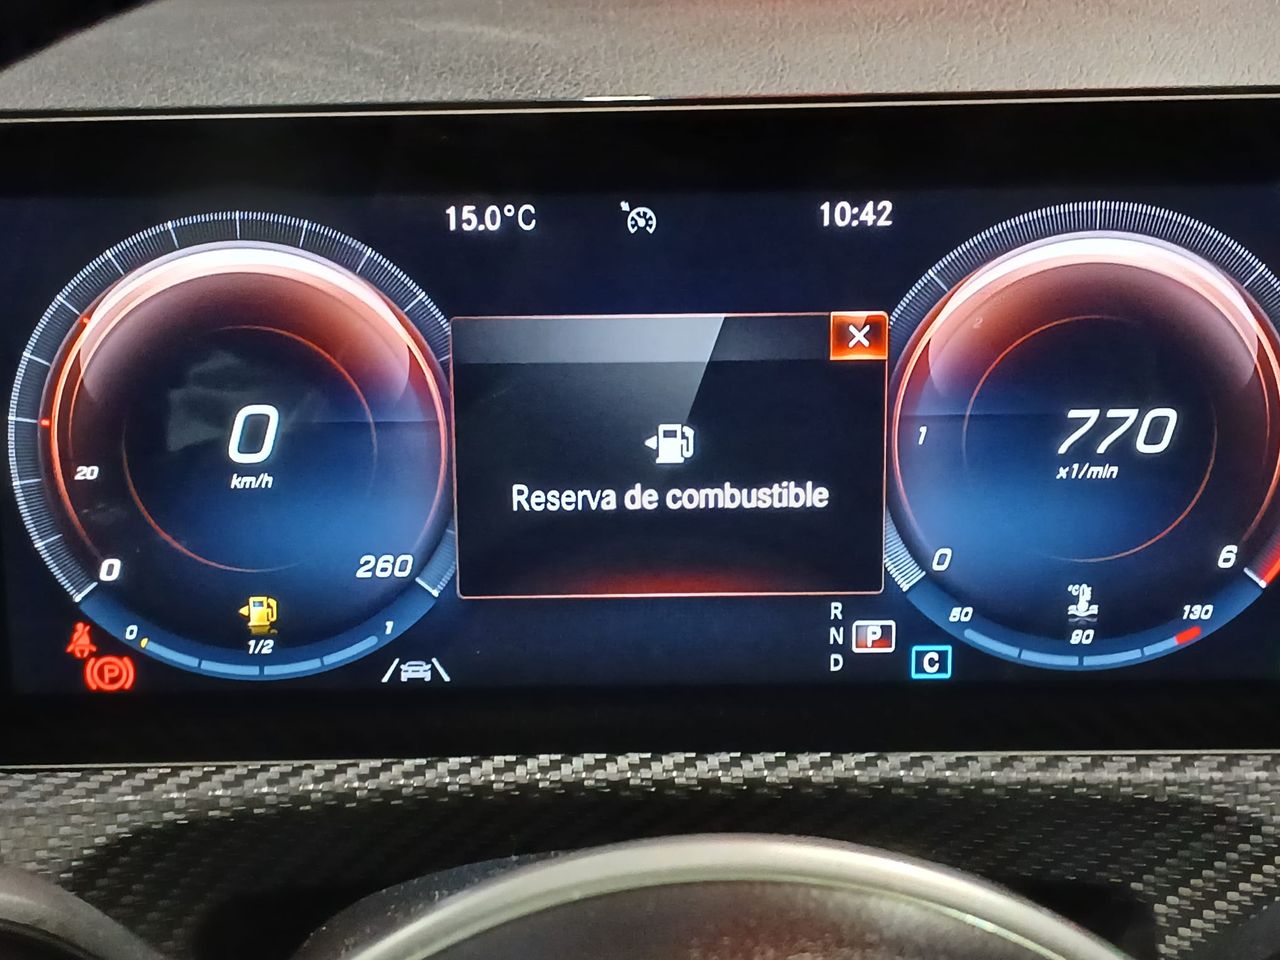 15.0°C
10:42
0
km/h
20
0
260
0
1/2
1
Reserva de combustible
1
770
x1/min
0
6
R
N
D
P
C
50
°C
90
130
P